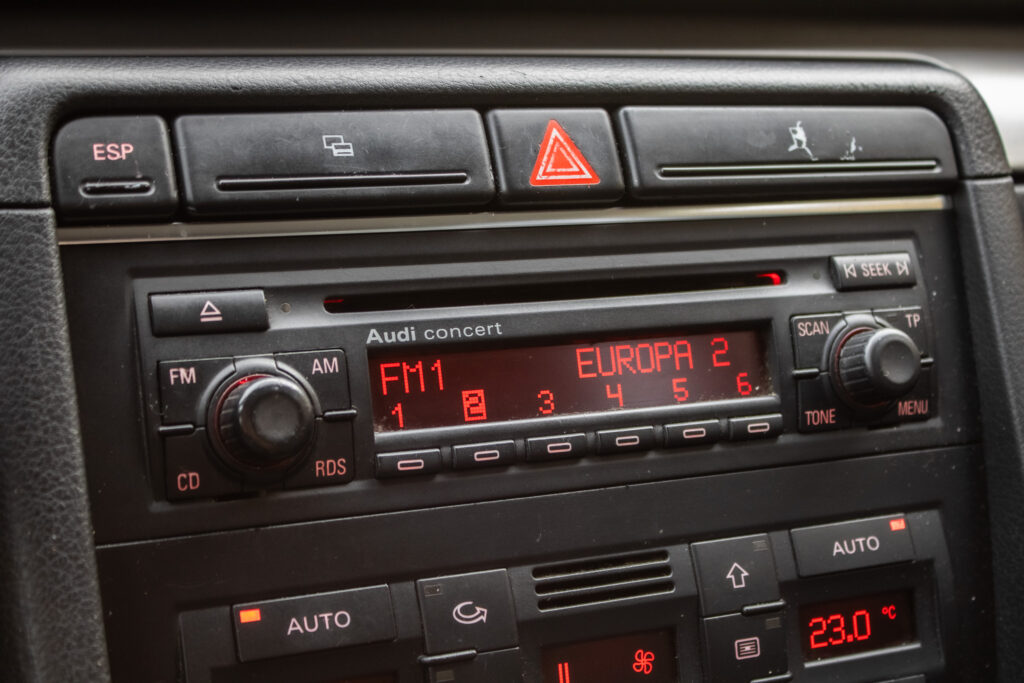 ESP
Audi concert
SEEK
FM1 EUROPA 2
1 2 3 4 5 6
FM AM
CD RDS
SCAN TP
TONE MENU
AUTO
AUTO
23.0 °C